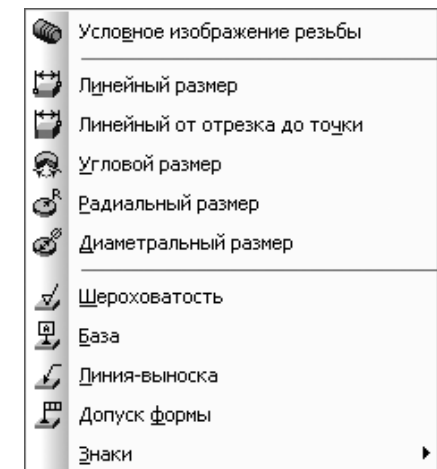 Условное изображение резьбы
Линейный размер
Линейный от отрезка до точки
Угловой размер
Радиальный размер
Диаметральный размер
Шероховатость
База
Линия-выноска
Допуск формы
Знаки